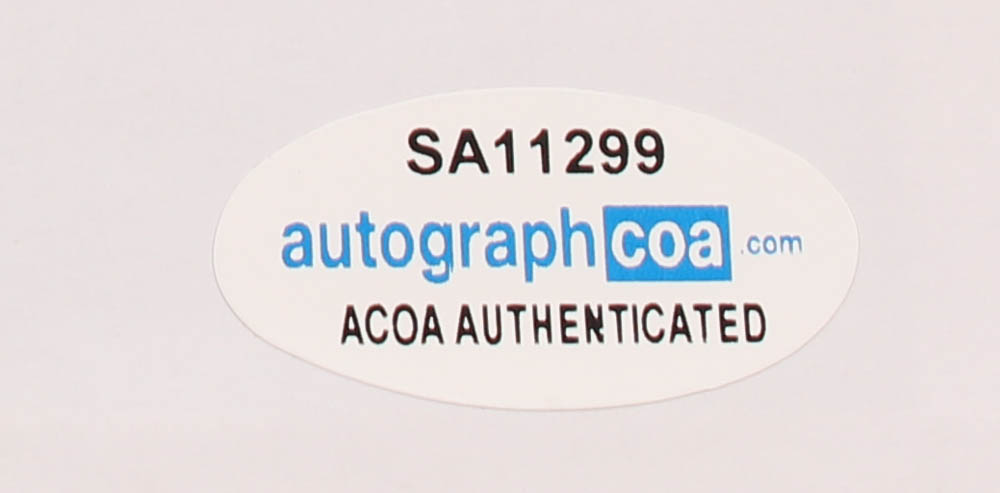 SA11299
autographcoa.com
ACOA AUTHENTICATED